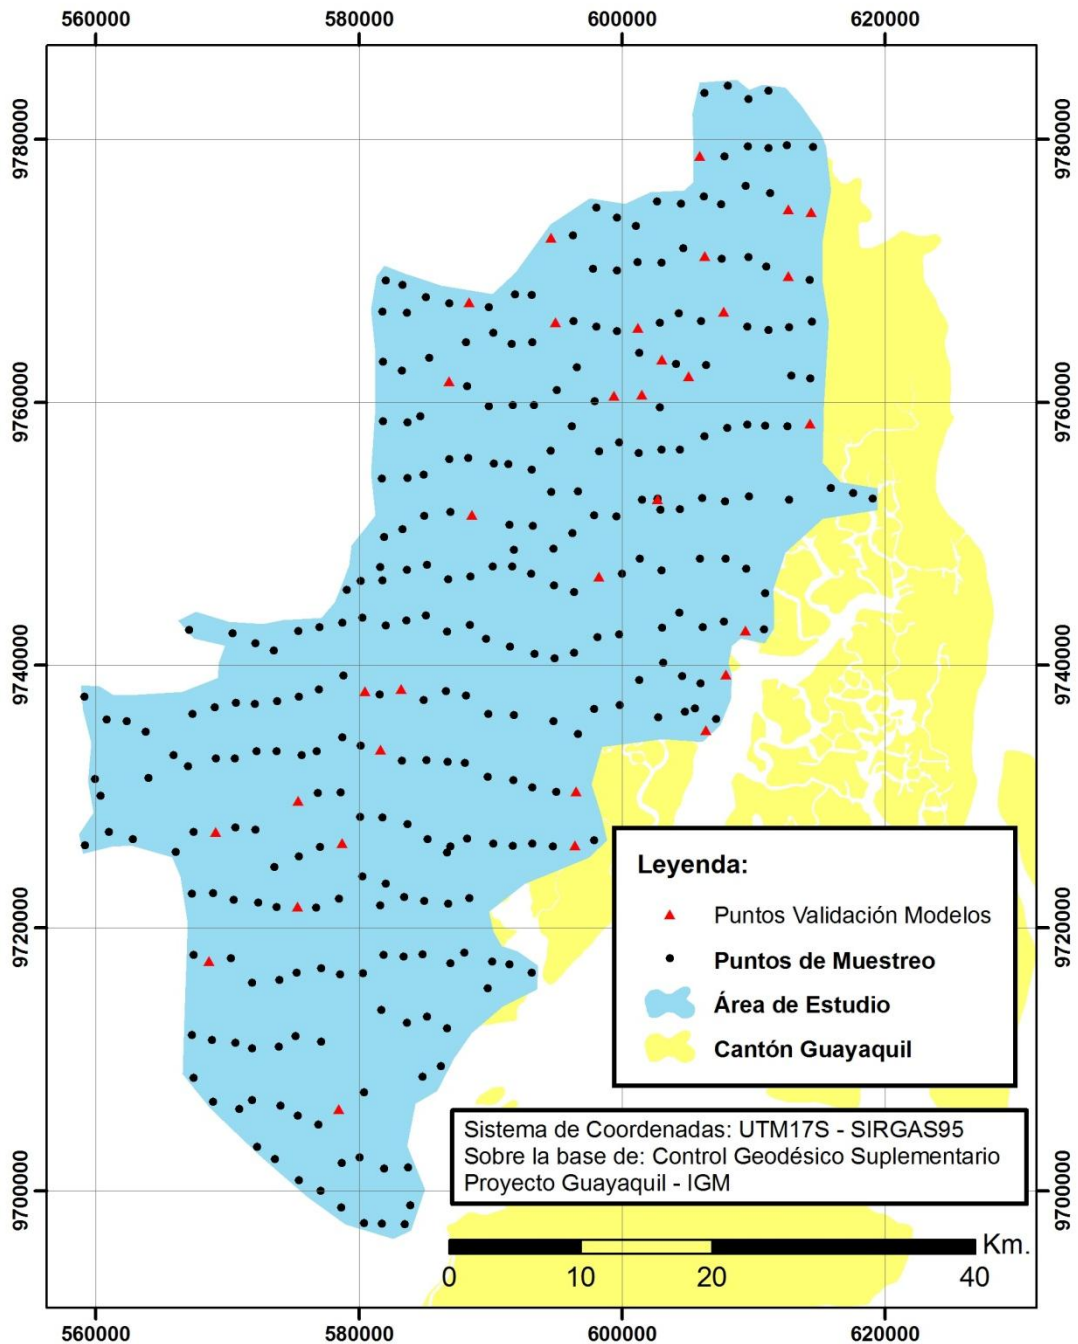 560000 580000 600000 620000
9780000 9780000
9760000 9760000
9740000 9740000
9720000 9720000
9700000 9700000
Leyenda:
Puntos Validación Modelos
Puntos de Muestreo
Área de Estudio
Cantón Guayaquil
Sistema de Coordenadas: UTM17S - SIRGAS95
Sobre la base de: Control Geodésico Suplementario
Proyecto Guayaquil - IGM
Km.
0 10 20 40
560000 580000 600000 620000